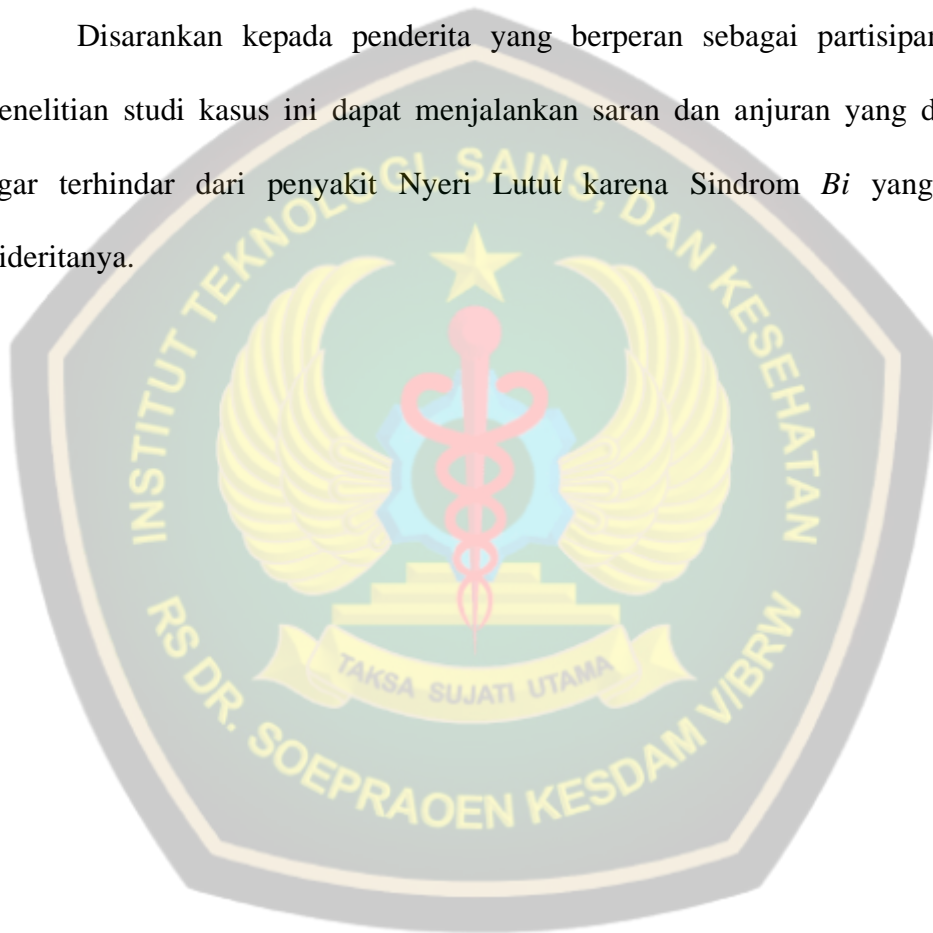 Disarankan kepada penderita yang berperan sebagai partisipan
enelitian studi kasus ini dapat menjalankan saran dan anjuran yang d
gar terhindar dari penyakit Nyeri Lutut karena Sindrom Bi yang
ideritanya.
INSTITUT TEKNOLOGI, SAINS, DAN KESEHATAN
TAKSA SUJATI UTAMA
RS DR. SOEPRAOEN KESDAM V/BRW